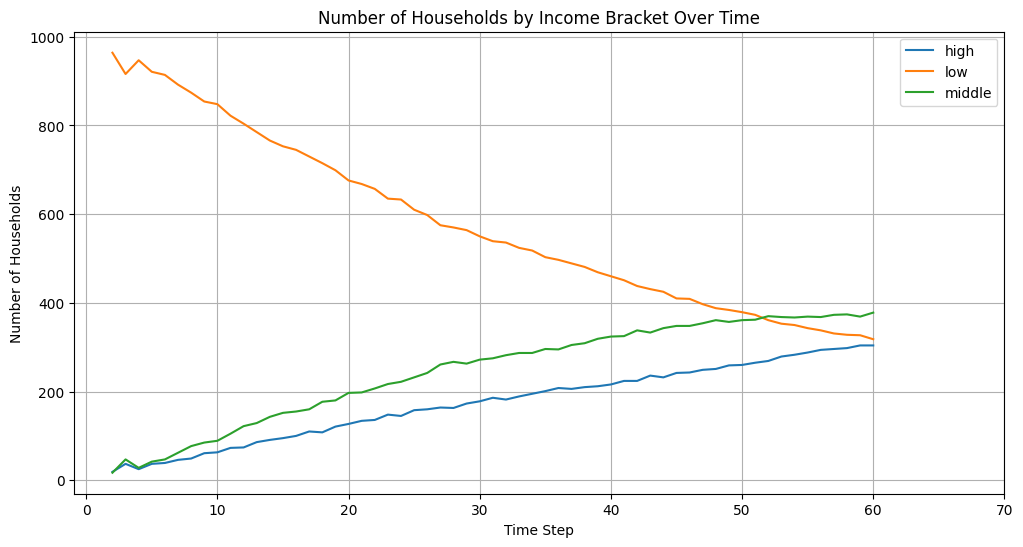 Number of Households by Income Bracket Over Time
Number of Households
1000
800
600
400
200
0
high
low
middle
0 10 20 30 40 50 60 70
Time Step